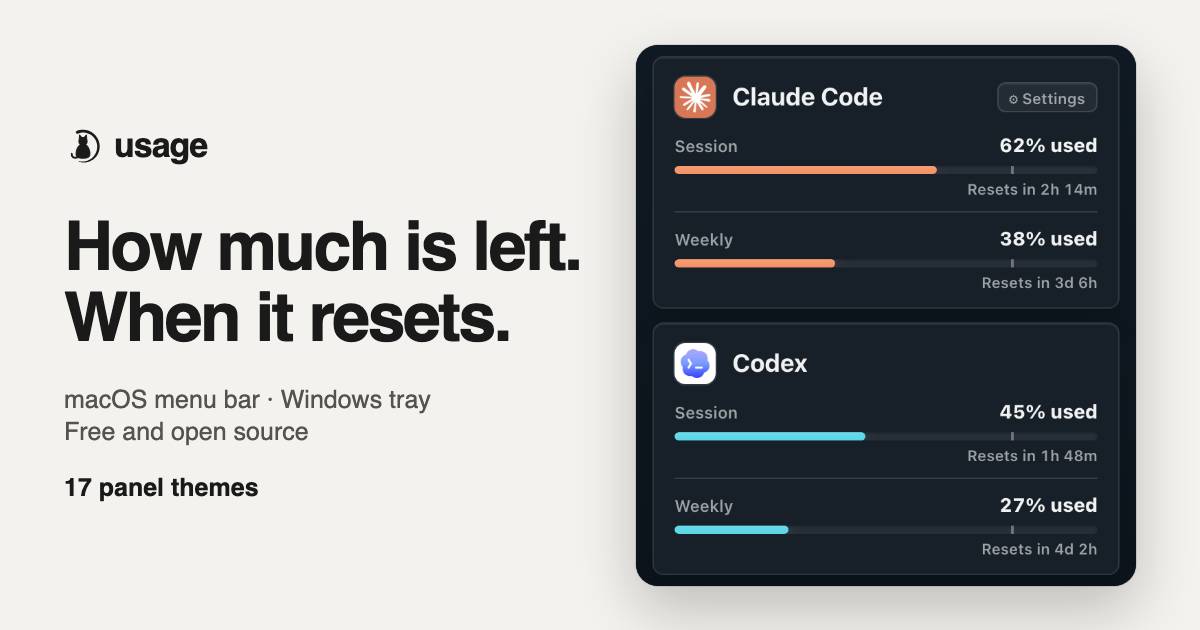 usage
How much is left.
When it resets.
macOS menu bar · Windows tray
Free and open source
17 panel themes
Claude Code
⚙ Settings
Session
62% used
Resets in 2h 14m
Weekly
38% used
Resets in 3d 6h
Codex
Session
45% used
Resets in 1h 48m
Weekly
27% used
Resets in 4d 2h